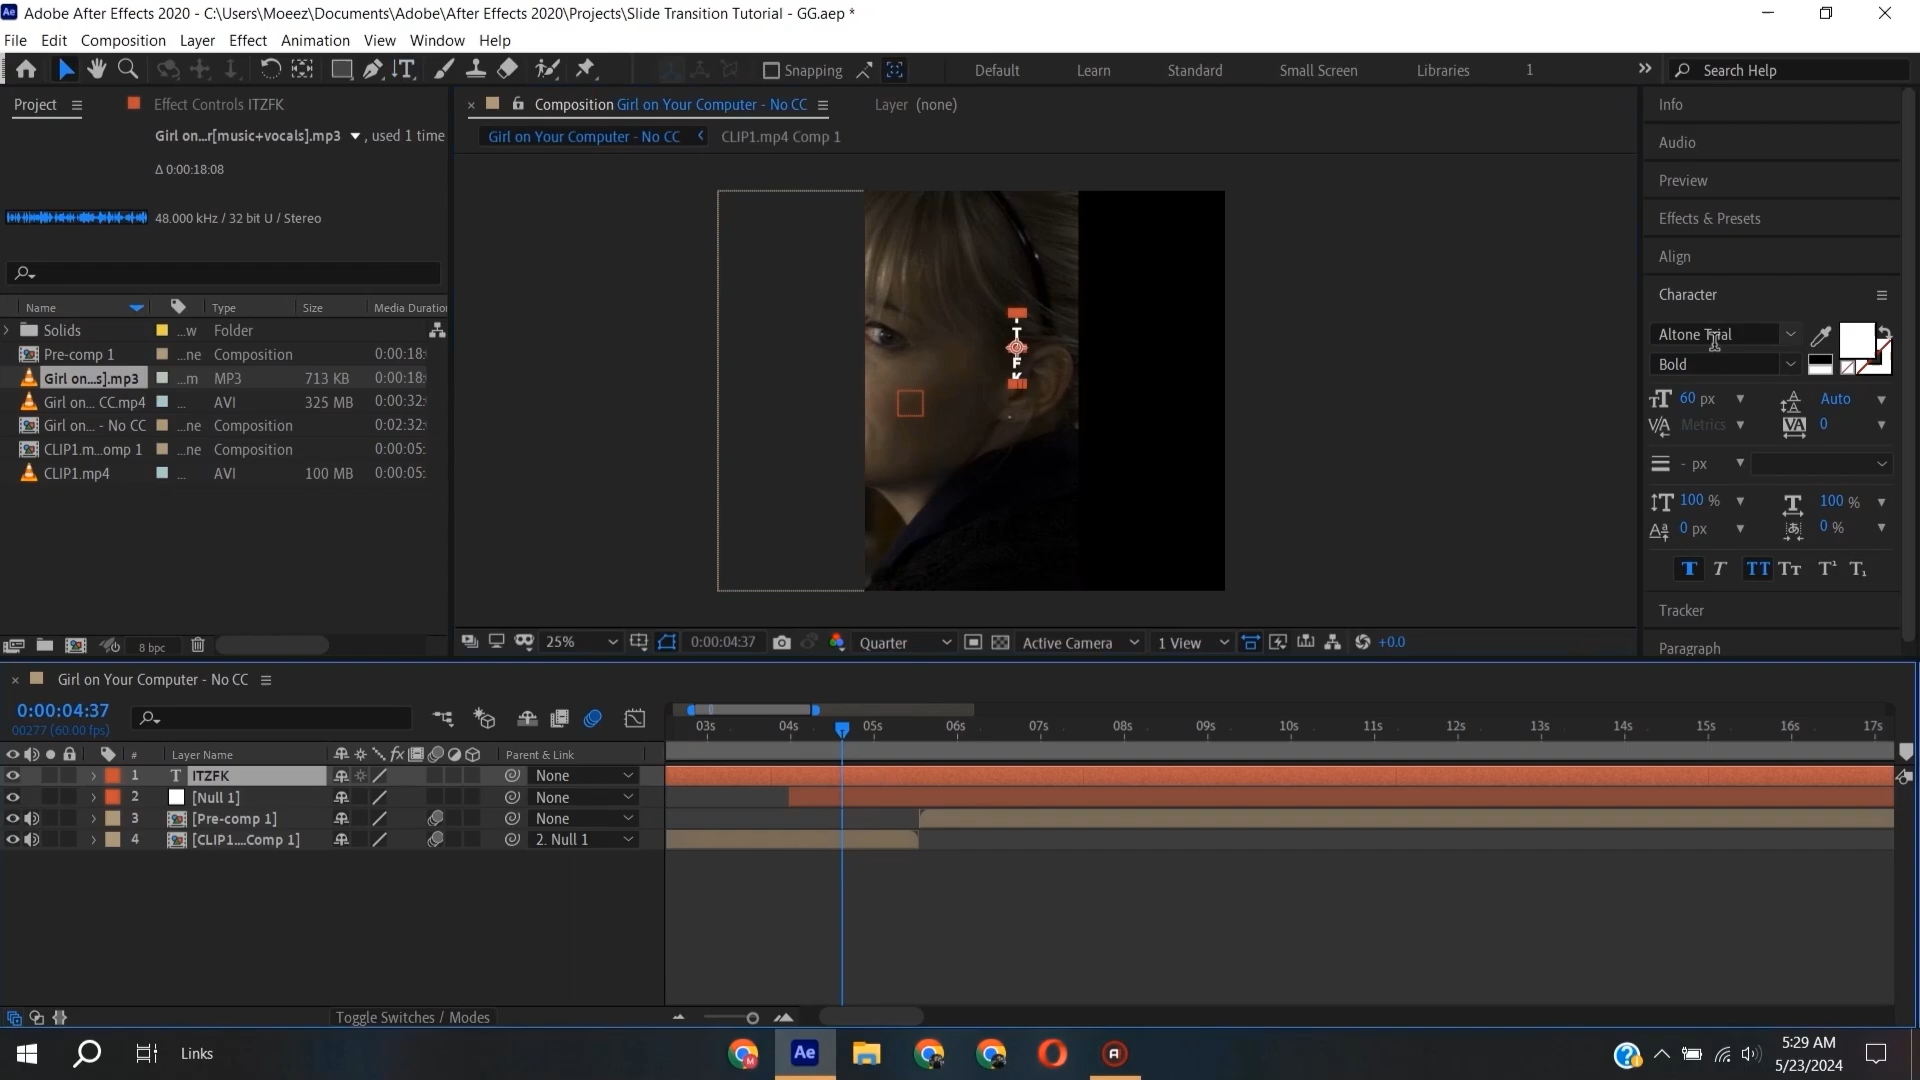 Adobe After Effects 2020 - C:\Users\Moeez\Documents\Adobe\After Effects 2020\Projects\Slide Transition Tutorial - GG.aep *
File Edit Composition Layer Effect Animation View Window Help
Snapping Default Learn Standard Small Screen Libraries 1 Search Help
Project Effect Controls ITZFK
Composition Girl on Your Computer - No CC Layer (none)
Girl on...r[music+vocals].mp3 , used 1 time
Δ 0:00:18:08
48.000 kHz / 32 bit U / Stereo
Girl on Your Computer - No CC CLIP1.mp4 Comp 1
Name Type Size Media Duratio
Solids ...w Folder
Pre-comp 1 ...ne Composition 0:00:18:
Girl on...s].mp3 ...m MP3 713 KB 0:00:18:
Girl on... CC.mp4 ... AVI 325 MB 0:00:32:
Girl on... - No CC ...ne Composition 0:02:32:
CLIP1.m...omp 1 ...ne Composition 0:00:05:
CLIP1.mp4 ... AVI 100 MB 0:00:05:
8 bpc
T
F
K
25% 0:00:04:37 Quarter Active Camera 1 View +0.0
Info
Audio
Preview
Effects & Presets
Align
Character
Altone Trial
Bold
60 px Auto
Metrics 0
- px
100 % 100 %
0 px 0 %
T T TT Tт T¹ T₁
Tracker
Paragraph
Girl on Your Computer - No CC
0:00:04:37
00277 (60.00 fps)
03s 04s 05s 06s 07s 08s 09s 10s 11s 12s 13s 14s 15s 16s 17s
# Layer Name Parent & Link
1 T ITZFK None
2 [Null 1] None
3 [Pre-comp 1] None
4 [CLIP1....Comp 1] 2. Null 1
Toggle Switches / Modes
Links
Ae
5:29 AM
5/23/2024